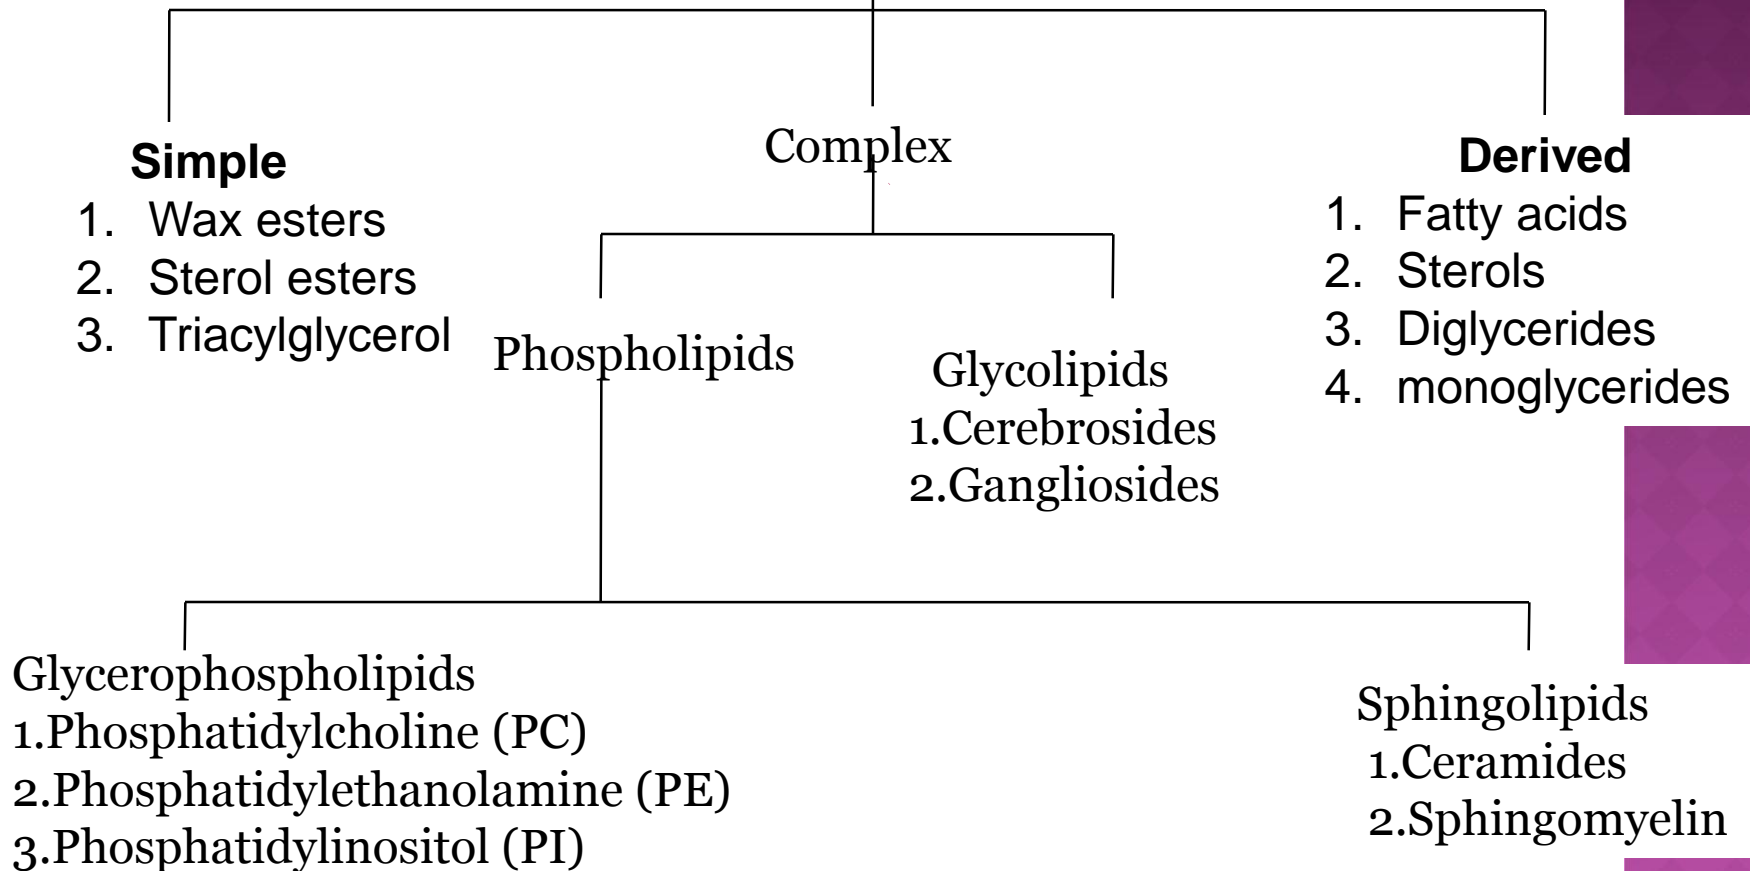 Simple
1. Wax esters
2. Sterol esters
3. Triacylglycerol
Complex
Derived
1. Fatty acids
2. Sterols
3. Diglycerides
4. monoglycerides
Phospholipids
Glycolipids
1.Cerebrosides
2.Gangliosides
Glycerophospholipids
1.Phosphatidylcholine (PC)
2.Phosphatidylethanolamine (PE)
3.Phosphatidylinositol (PI)
Sphingolipids
1.Ceramides
2.Sphingomyelin